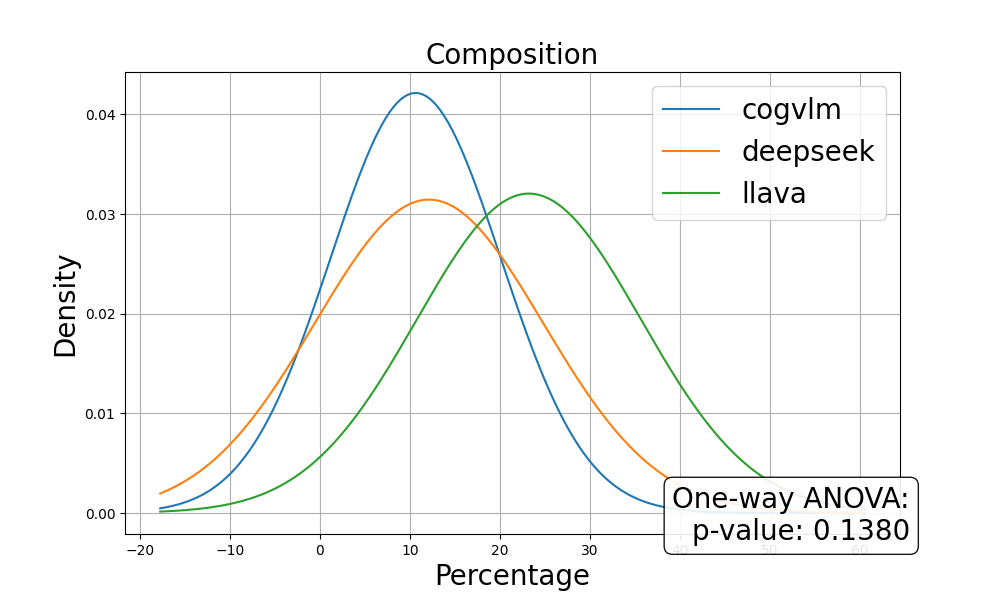 Composition
cogvlm
deepseek
llava
0.04
0.03
0.02
0.01
0.00
Density
−20
−10
0
10
20
30
40
50
60
Percentage
One-way ANOVA:
p-value: 0.1380